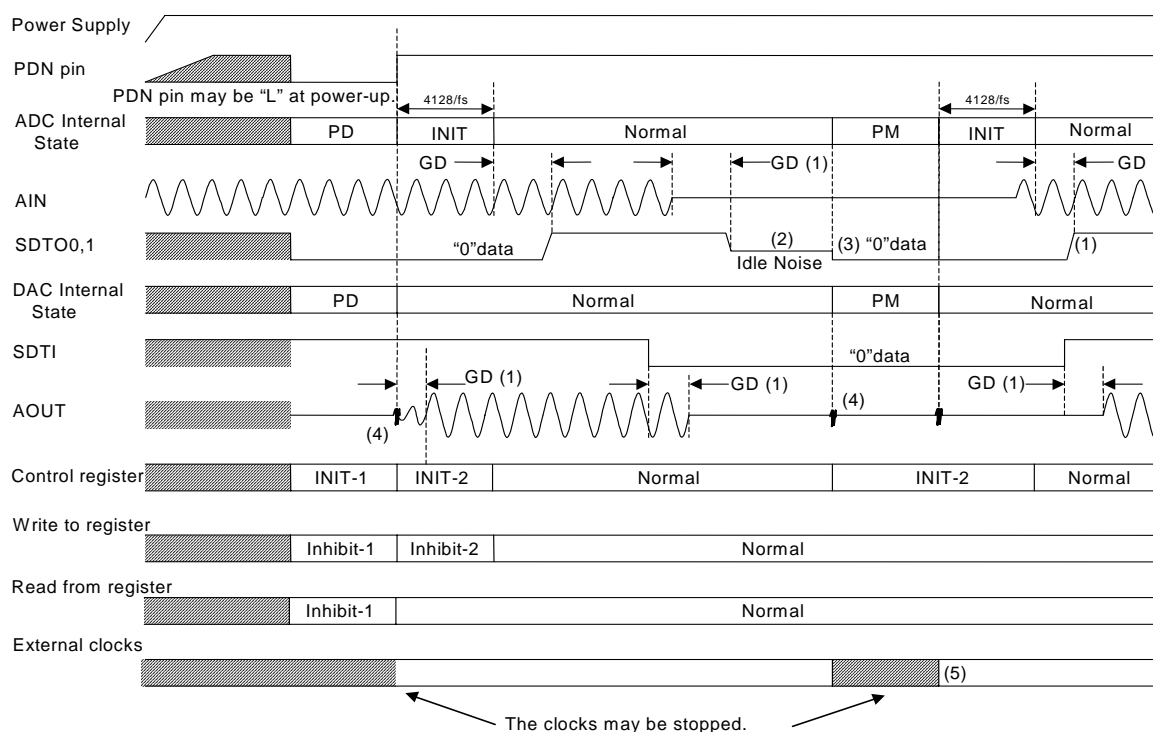 Power Supply
PDN pin
PDN pin may be “L” at power-up.
4128/fs
4128/fs
ADC Internal
State
PD
INIT
Normal
PM
INIT
Normal
GD
GD (1)
GD
AIN
SDTO0,1
“0”data
(2)
Idle Noise
(3) “0”data
(1)
DAC Internal
State
PD
Normal
PM
Normal
SDTI
“0”data
GD (1)
GD (1)
GD (1)
AOUT
(4)
(4)
Control register
INIT-1
INIT-2
Normal
INIT-2
Normal
Write to register
Inhibit-1
Inhibit-2
Normal
Read from register
Inhibit-1
Normal
External clocks
(5)
The clocks may be stopped.